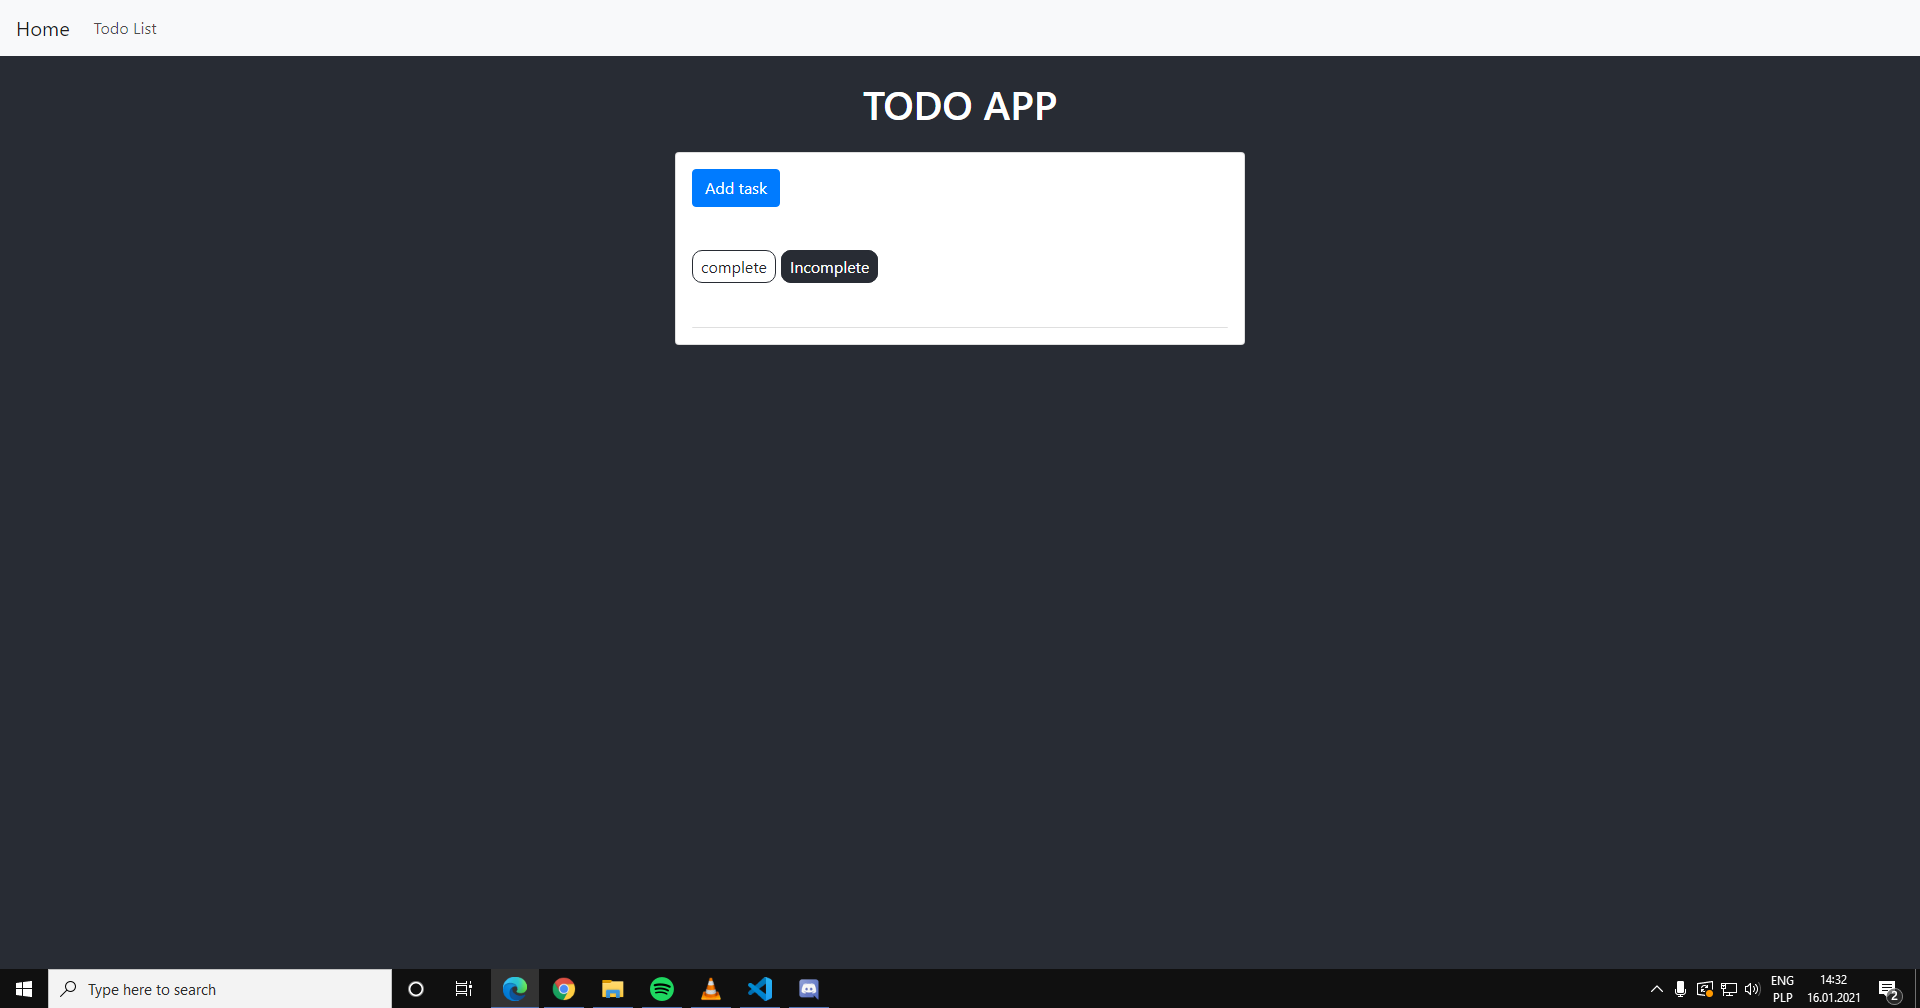 Home Todo List
TODO APP
Add task
complete Incomplete
Type here to search
ENG 14:32
PLP 16.01.2021
2